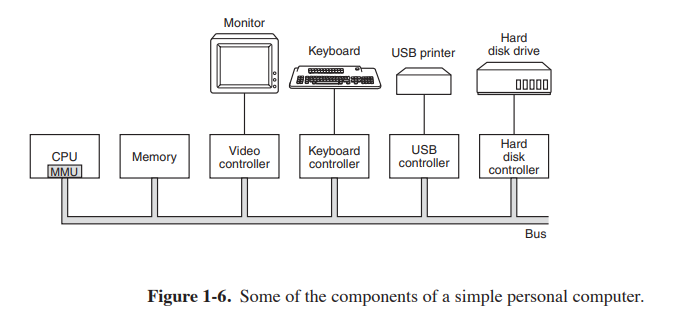 Monitor
Keyboard
USB printer
Hard
disk drive
CPU
MMU
Memory
Video
controller
Keyboard
controller
USB
controller
Hard
disk
controller
Bus
Figure 1-6. Some of the components of a simple personal computer.